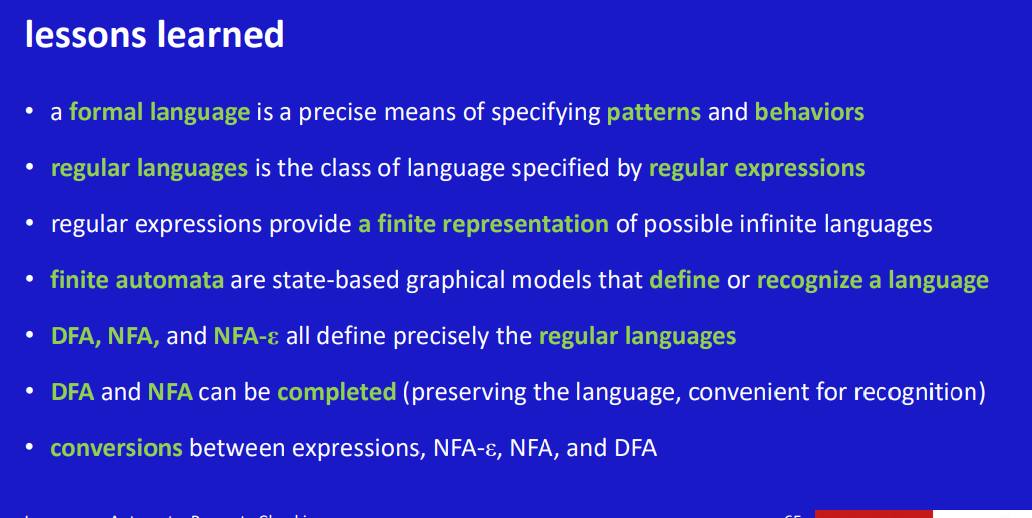 lessons learned
• a formal language is a precise means of specifying patterns and behaviors
• regular languages is the class of language specified by regular expressions
• regular expressions provide a finite representation of possible infinite languages
• finite automata are state-based graphical models that define or recognize a language
• DFA, NFA, and NFA-ε all define precisely the regular languages
• DFA and NFA can be completed (preserving the language, convenient for recognition)
• conversions between expressions, NFA-ε, NFA, and DFA